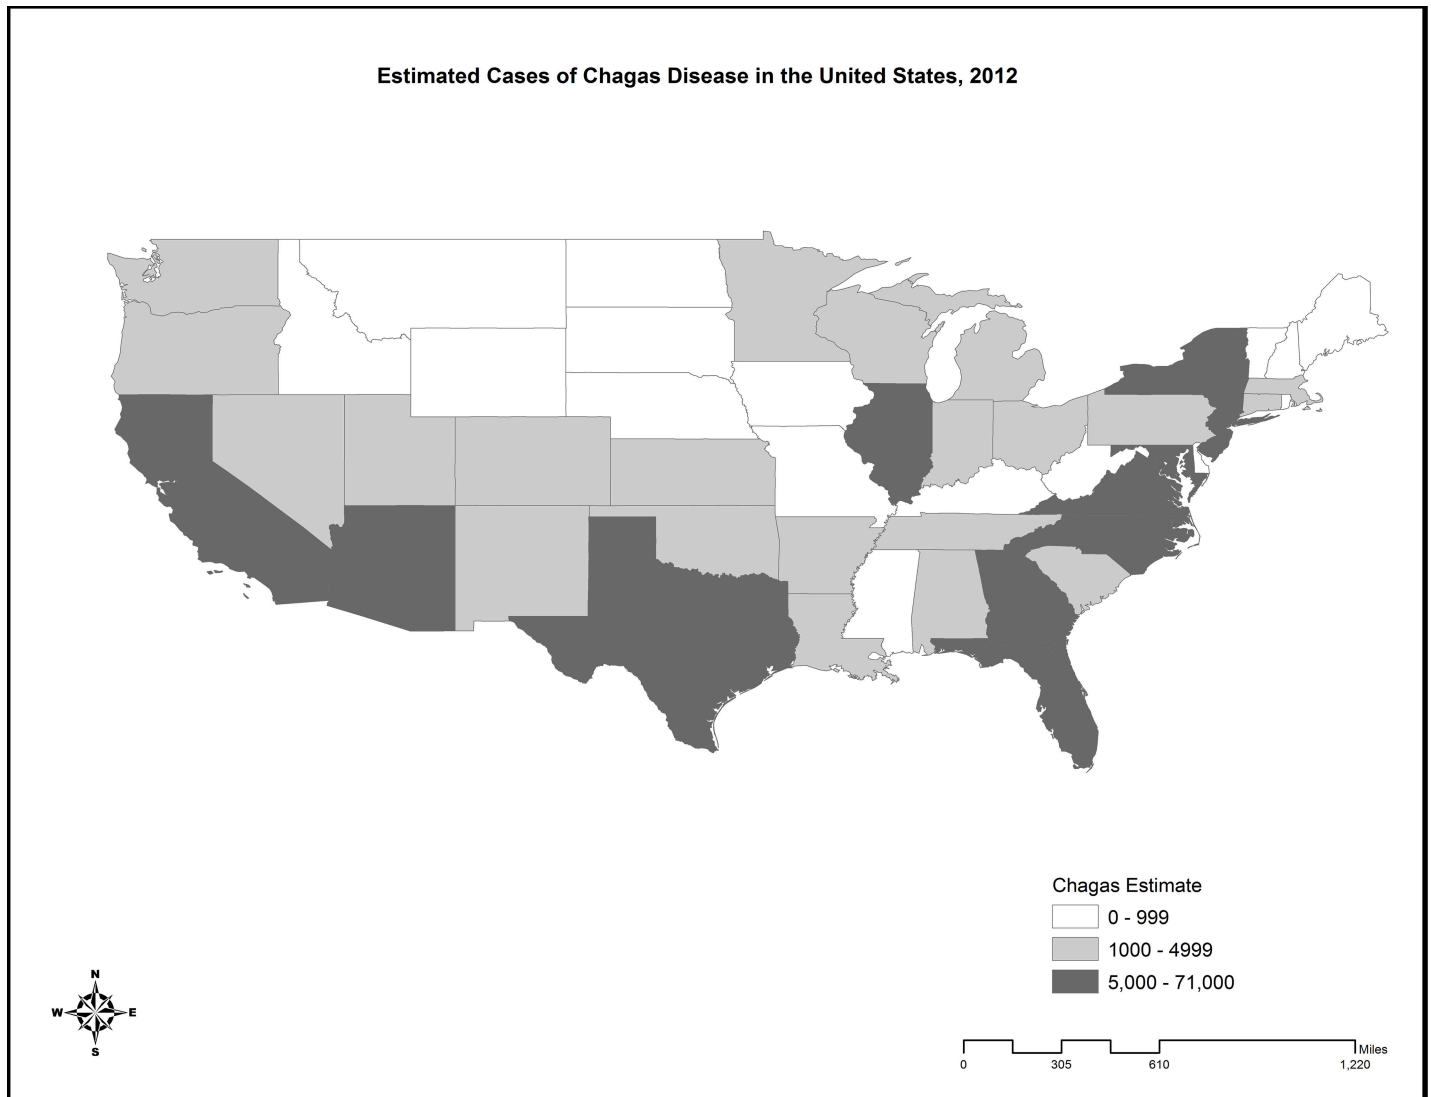 Estimated Cases of Chagas Disease in the United States, 2012
Chagas Estimate
0 - 999
1000 - 4999
5,000 - 71,000
N
W E
S
Miles
0 305 610 1,220